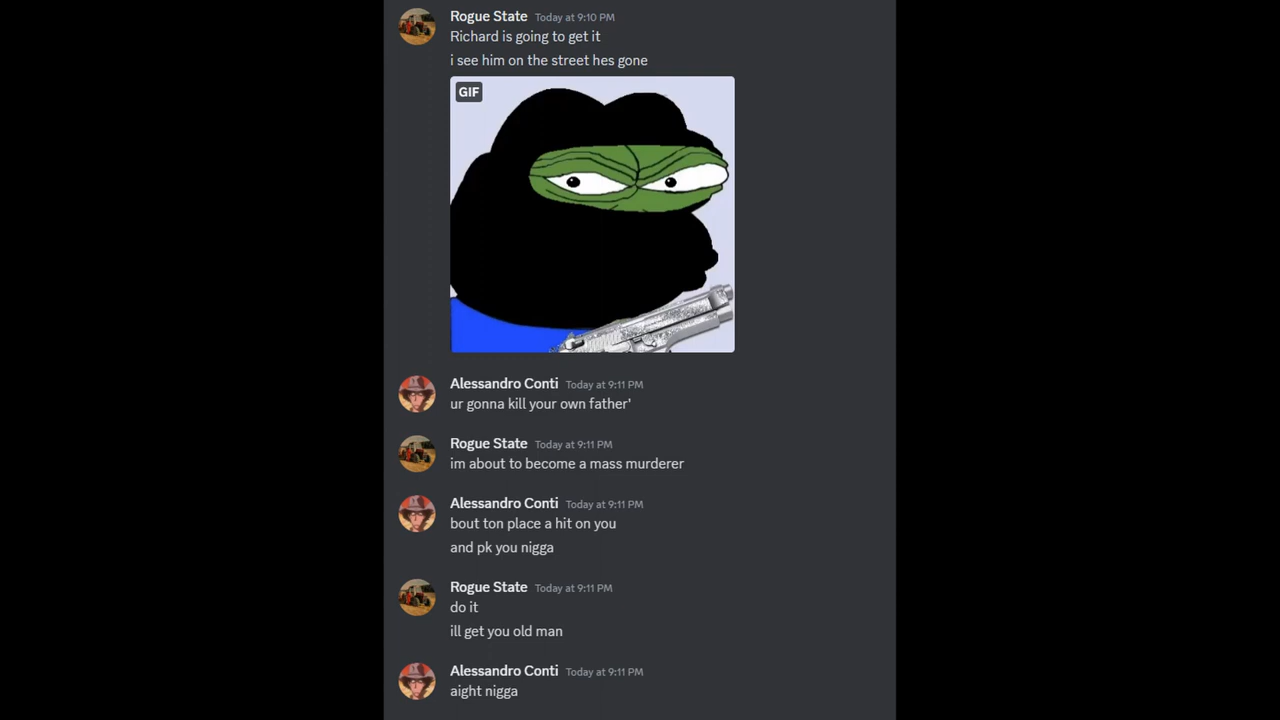 Rogue State Today at 9:10 PM
Richard is going to get it
i see him on the street hes gone
GIF
Alessandro Conti Today at 9:11 PM
ur gonna kill your own father'
Rogue State Today at 9:11 PM
im about to become a mass murderer
Alessandro Conti Today at 9:11 PM
bout ton place a hit on you
and pk you nigga
Rogue State Today at 9:11 PM
do it
ill get you old man
Alessandro Conti Today at 9:11 PM
aight nigga